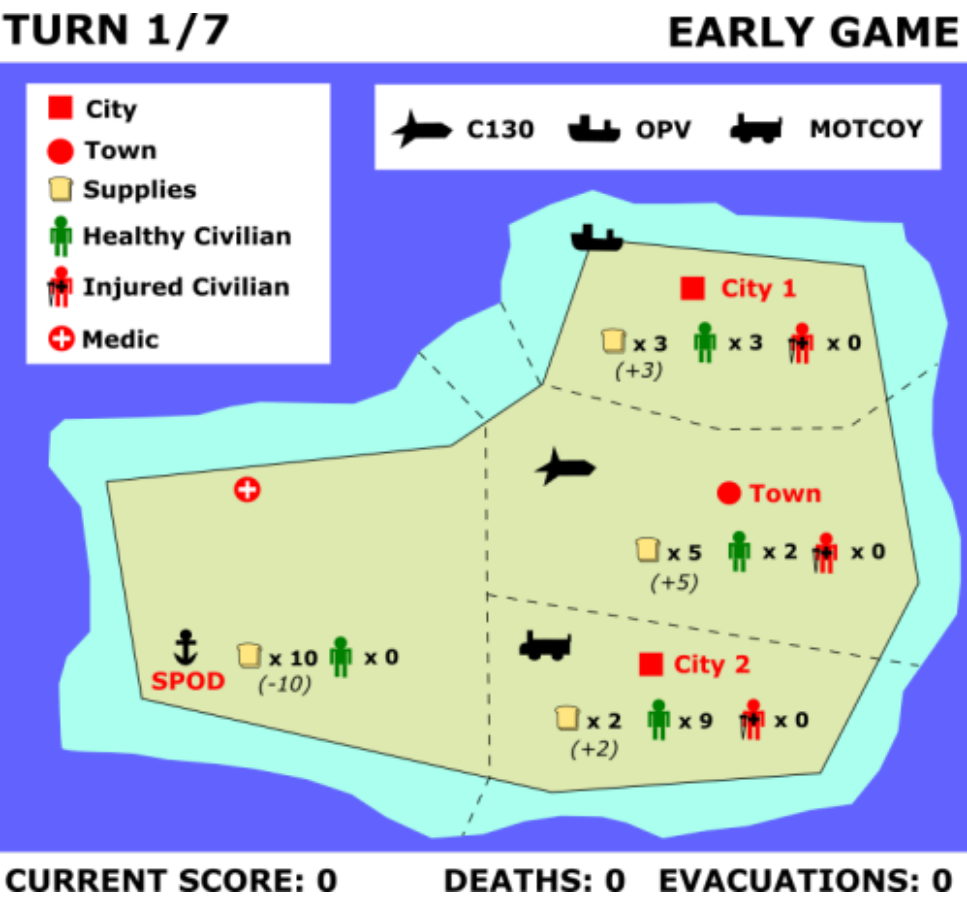 TURN 1/7
EARLY GAME
City
Town
Supplies
Healthy Civilian
Injured Civilian
Medic
C130
OPV
MOTCOY
City 1
x 3
x 3
x 0
(+3)
Town
x 5
x 2
x 0
(+5)
SPOD
x 10
x 0
(-10)
City 2
x 2
x 9
x 0
(+2)
CURRENT SCORE: 0
DEATHS: 0
EVACUATIONS: 0